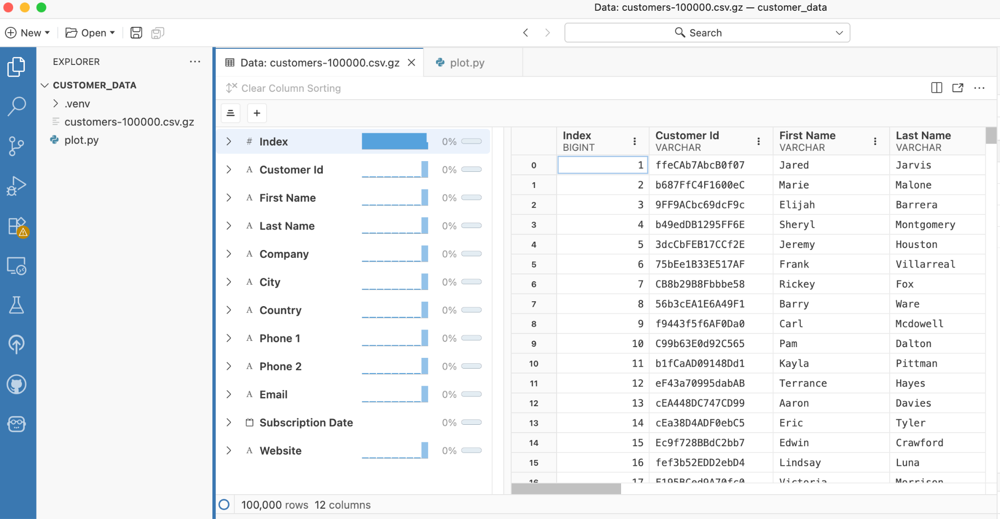 Data: customers-100000.csv.gz — customer_data
New Open Search
EXPLORER
CUSTOMER_DATA
.venv
customers-100000.csv.gz
plot.py
Data: customers-100000.csv.gz plot.py
Clear Column Sorting
# Index 0%
A Customer Id 0%
A First Name 0%
A Last Name 0%
A Company 0%
A City 0%
A Country 0%
A Phone 1 0%
A Phone 2 0%
A Email 0%
Subscription Date 0%
A Website 0%
Index Customer Id First Name Last Name
BIGINT VARCHAR VARCHAR VARCHAR
0 1 ffeCAb7AbcB0f07 Jared Jarvis
1 2 b687FfC4F1600eC Marie Malone
2 3 9FF9ACbc69dcF9c Elijah Barrera
3 4 b49edDB1295FF6E Sheryl Montgomery
4 5 3dcCbFEB17CCf2E Jeremy Houston
5 6 75bEe1B33E517AF Frank Villarreal
6 7 CB8b29B8Fbbbe58 Rickey Fox
7 8 56b3cEA1E6A49F1 Barry Ware
8 9 f9443f5f6AF0Da0 Carl Mcdowell
9 10 C99b63E0d92C565 Pam Dalton
10 11 b1fCaAD09148Dd1 Kayla Pittman
11 12 eF43a70995dabAB Terrance Hayes
12 13 cEA448DC747CD99 Aaron Davies
13 14 cEa38D4ADF0ebC5 Eric Tyler
14 15 Ec9f728BBdC2bb7 Edwin Crawford
15 16 fef3b52EDD2ebD4 Lindsay Luna
16 17 Victoria Morrison
100,000 rows 12 columns